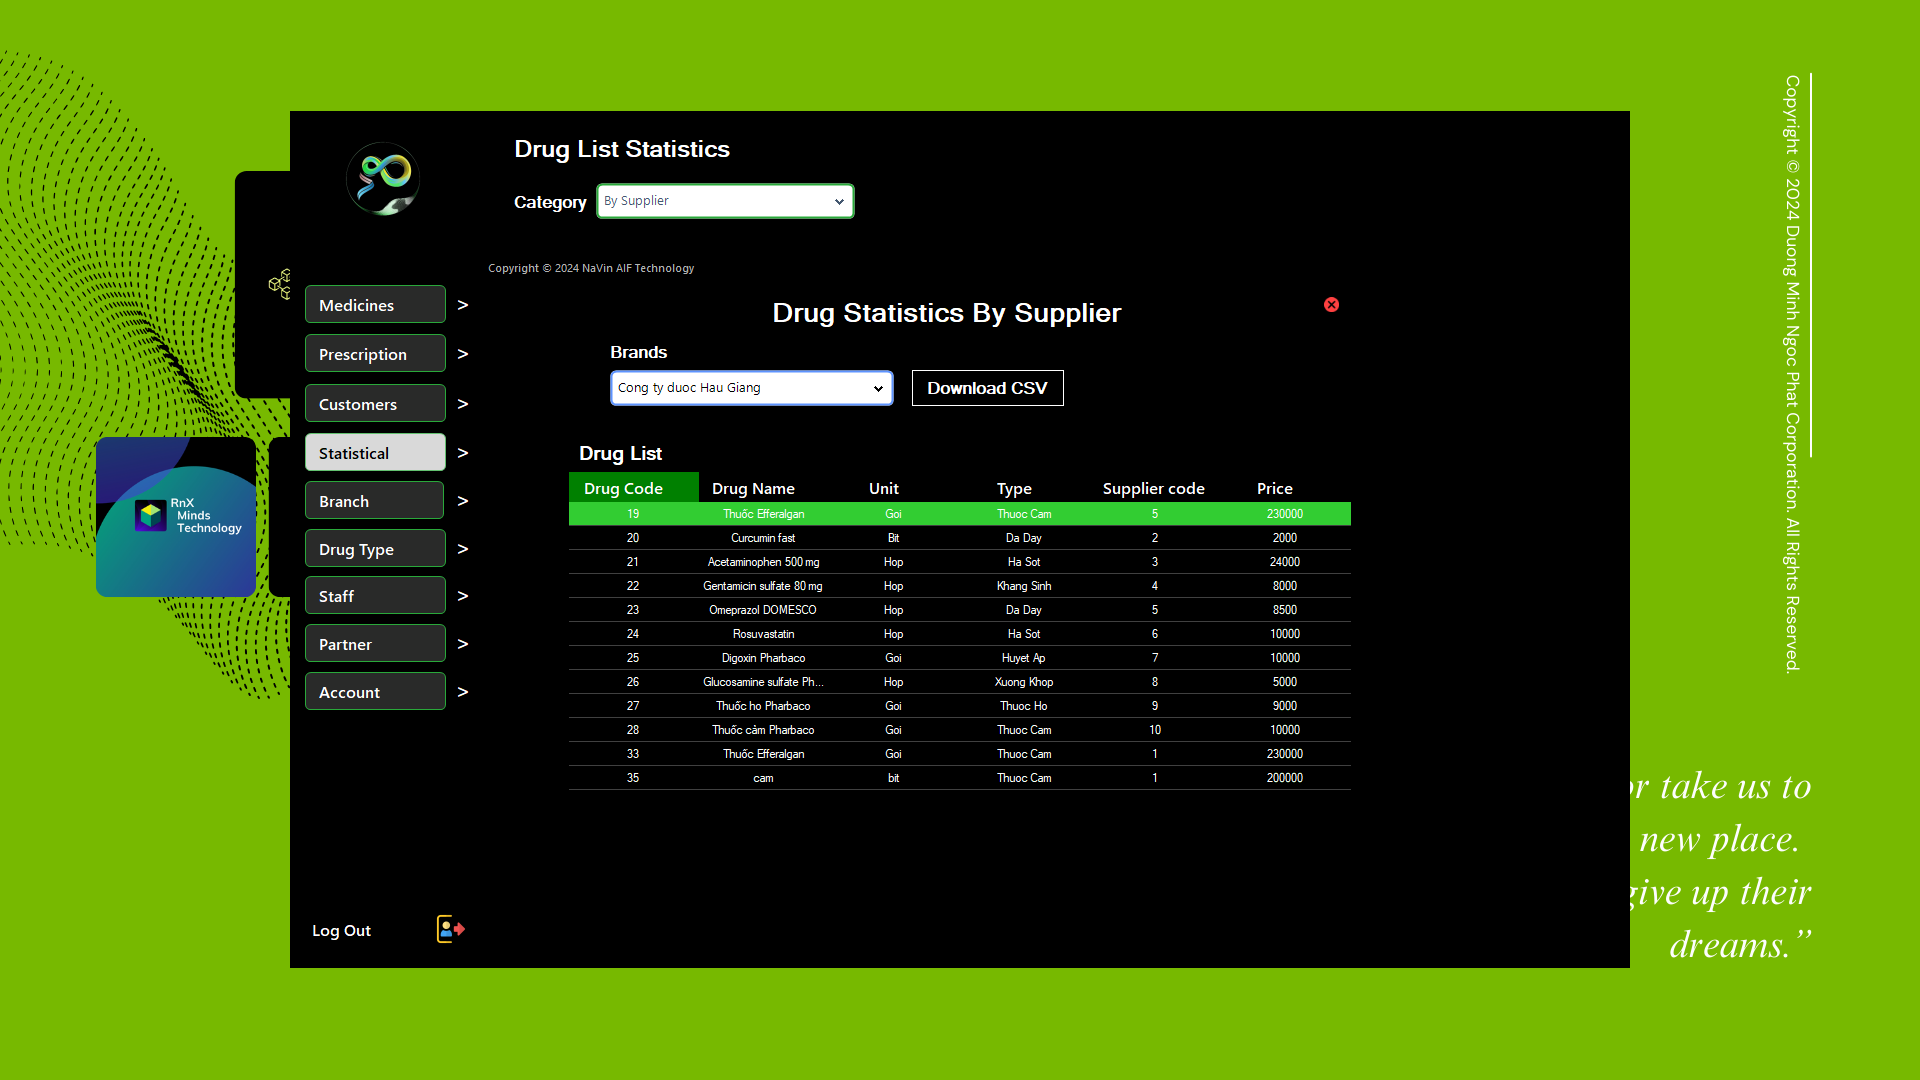 Drug List Statistics
Category By Supplier
Copyright © 2024 NaVin AIF Technology
Medicines >
Prescription >
Customers >
Statistical >
Branch >
Drug Type >
Staff >
Partner >
Account >
Log Out
Drug Statistics By Supplier
Brands
Cong ty duoc Hau Giang
Download CSV
Drug List
Drug Code Drug Name Unit Type Supplier code Price
19 Thuốc Efferalgan Goi Thuoc Cam 5 230000
20 Curcumin fast Bit Da Day 2 2000
21 Acetaminophen 500 mg Hop Ha Sot 3 24000
22 Gentamicin sulfate 80 mg Hop Khang Sinh 4 8000
23 Omeprazol DOMESCO Hop Da Day 5 8500
24 Rosuvastatin Hop Ha Sot 6 10000
25 Digoxin Pharbaco Goi Huyet Ap 7 10000
26 Glucosamine sulfate Ph... Hop Xuong Khop 8 5000
27 Thuốc ho Pharbaco Goi Thuoc Ho 9 9000
28 Thuốc cảm Pharbaco Goi Thuoc Cam 10 10000
33 Thuốc Efferalgan Goi Thuoc Cam 1 230000
35 cam bit Thuoc Cam 1 200000
RnX
Minds
Technology
Copyright © 2024 Duong Minh Ngoc Phat Corporation. All Rights Reserved.
or take us to
new place.
give up their
dreams.”